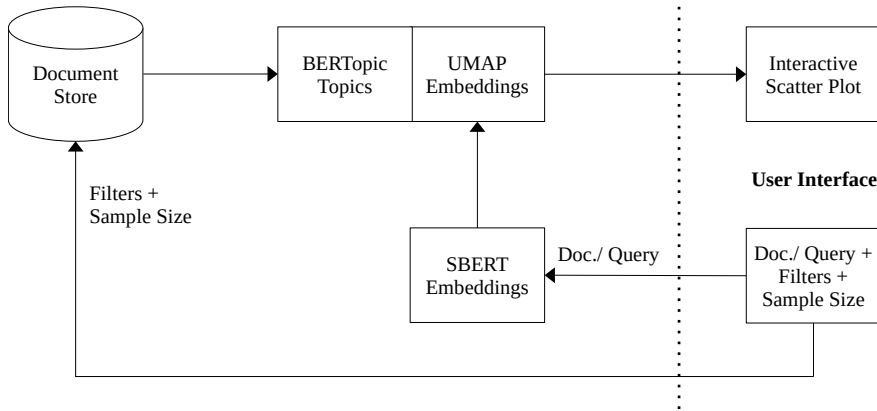 Document
Store
BERTopic
Topics
UMAP
Embeddings
Interactive
Scatter Plot
User Interface
Filters +
Sample Size
SBERT
Embeddings
Doc./ Query
Doc./ Query +
Filters +
Sample Size